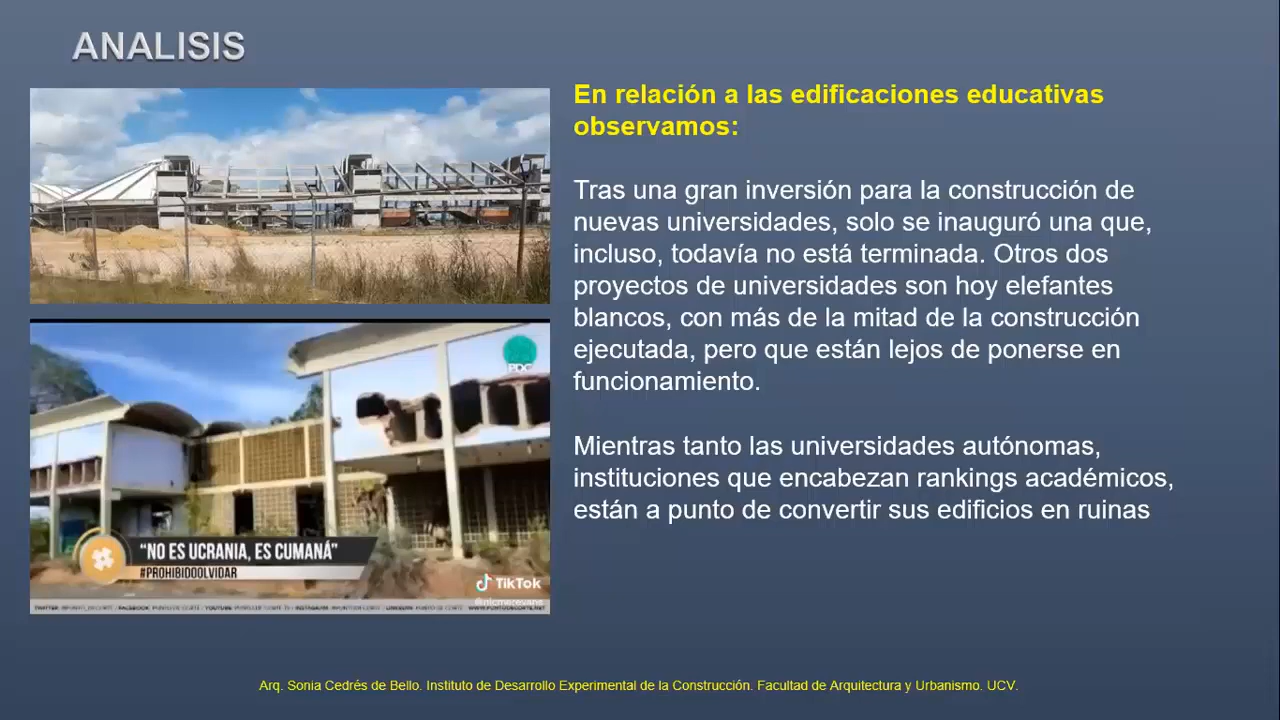 ANALISIS
En relación a las edificaciones educativas
observamos:
Tras una gran inversión para la construcción de
nuevas universidades, solo se inauguró una que,
incluso, todavía no está terminada. Otros dos
proyectos de universidades son hoy elefantes
blancos, con más de la mitad de la construcción
ejecutada, pero que están lejos de ponerse en
funcionamiento.
Mientras tanto las universidades autónomas,
instituciones que encabezan rankings académicos,
están a punto de convertir sus edificios en ruinas
PDC
“NO ES UCRANIA, ES CUMANÁ”
#PROHIBIDOOLVIDAR
TikTok
Arq. Sonia Cedrés de Bello. Instituto de Desarrollo Experimental de la Construcción. Facultad de Arquitectura y Urbanismo. UCV.